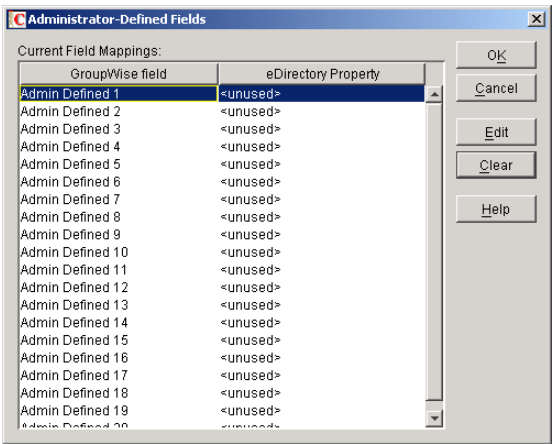 Administrator-Defined Fields
Current Field Mappings:
GroupWise field eDirectory Property
Admin Defined 1 <unused>
Admin Defined 2 <unused>
Admin Defined 3 <unused>
Admin Defined 4 <unused>
Admin Defined 5 <unused>
Admin Defined 6 <unused>
Admin Defined 7 <unused>
Admin Defined 8 <unused>
Admin Defined 9 <unused>
Admin Defined 10 <unused>
Admin Defined 11 <unused>
Admin Defined 12 <unused>
Admin Defined 13 <unused>
Admin Defined 14 <unused>
Admin Defined 15 <unused>
Admin Defined 16 <unused>
Admin Defined 17 <unused>
Admin Defined 18 <unused>
Admin Defined 19 <unused>
Admin Defined 20 <unused>
OK
Cancel
Edit
Clear
Help